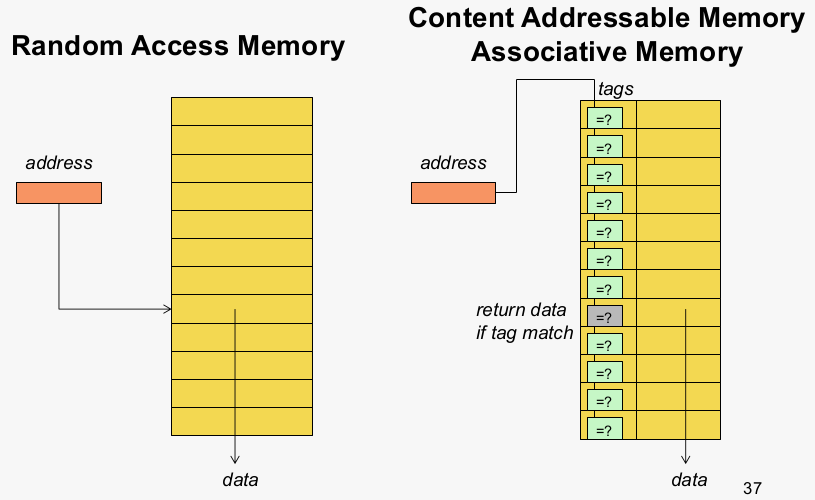 Random Access Memory
address
data
Content Addressable Memory
Associative Memory
tags
address
=?
=?
=?
=?
=?
=?
=?
return data
if tag match
=?
=?
=?
=?
=?
data
37